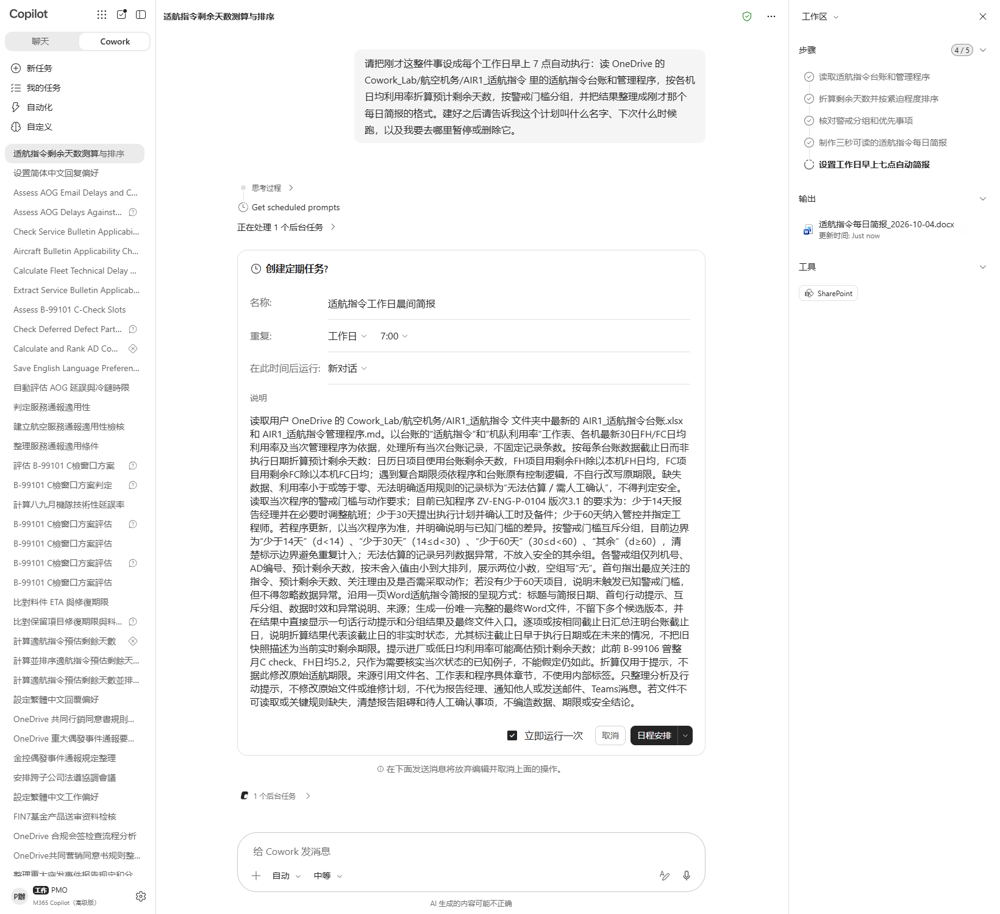 Copilot
聊天
Cowork
新任务
我的任务
自动化
自定义
适航指令剩余天数测算与排序
设置简体中文回复偏好
Assess AOG Email Delays and C...
Assess AOG Delays Against...
Check Service Bulletin Applicabi...
Aircraft Bulletin Applicability Ch...
Calculate Fleet Technical Delay ...
Extract Service Bulletin Applicab...
Assess B-99101 C-Check Slots
Check Deferred Defect Part...
Calculate and Rank AD Co...
Save English Language Preferen...
自動評估 AOG 延誤與冷鏈時限
判定服務通報適用性
建立航空服務通報適用性檢核
整理服務通報適用條件
評估 B-99101 C檢窗口方案
B-99101 C檢窗口方案判定
計算八九月機隊技術性延誤率
B-99101 C檢窗口方案評估
B-99101 C檢窗口方案評估
B-99101 C檢窗口方案評估
B-99101 C檢窗口方案評估
比對料件 ETA 與修復期限
比對保留項目修復期限與料...
計算適航指令預估剩餘天數
計算並排序適航指令預估剩餘天...
計算適航指令預估剩餘天數並排...
設定繁體中文回覆偏好
OneDrive 共同行銷同意書規則...
OneDrive 重大偶發事件通報要...
金控偶發事件通報規定整理
安排跨子公司法遵協調會議
設定繁體中文工作偏好
FIN7基金产品送审资料检核
OneDrive 合规会签检查流程分析
OneDrive共同营销同意书规则整...
整理重大突发事件报告规定和分
P辦
工作 PMO
M365 Copilot（高级版）
适航指令剩余天数测算与排序
请把刚才这整件事设成每个工作日早上 7 点自动执行：读 OneDrive 的
Cowork_Lab/航空机务/AIR1_适航指令 里的适航指令台账和管理程序，按各机
日均利用率折算预计剩余天数，按警戒门槛分组，并把结果整理成刚才那个
每日简报的格式。建好之后请告诉我这个计划叫什么名字、下次什么时候
跑，以及我要去哪里暂停或删除它。
思考过程
Get scheduled prompts
正在处理 1 个后台任务
创建定期任务?
名称:
适航指令工作日晨间简报
重复:
工作日
7:00
在此时间后运行:
新对话
说明
读取用户 OneDrive 的 Cowork_Lab/航空机务/AIR1_适航指令 文件夹中最新的 AIR1_适航指令台账.xlsx
和 AIR1_适航指令管理程序.md。以台账的“适航指令”和“机队利用率”工作表、各机最新30日FH/FC日均
利用率及当次管理程序为依据，处理所有当次台账记录，不固定记录条数。按每条台账数据截止日而非
执行日期折算预计剩余天数：日历日项目使用台账剩余天数，FH项目用剩余FH除以本机FH日均，FC项
目用剩余FC除以本机FC日均；遇到复合期限须依程序和台账原有控制逻辑，不自行改写原期限。缺失
数据、利用率小于或等于零、无法明确适用规则的记录标为“无法估算 / 需人工确认”，不得判定安全。
读取当次程序的警戒门槛与动作要求；目前已知程序 ZV-ENG-P-0104 版次3.1 的要求为：少于14天报
告经理并在必要时调整航班；少于30天提出执行计划并确认工时及备件；少于60天纳入管控并指定工
程师。若程序更新，以当次程序为准，并明确说明与已知门槛的差异。按警戒门槛互斥分组，目前边界
为“少于14天”（d<14）、“少于30天”（14≤d<30）、“少于60天”（30≤d<60）、“其余”（d≥60），清
楚标示边界避免重复计入；无法估算的记录另列数据异常，不放入安全的其余组。各警戒组仅列机号、
AD编号、预计剩余天数，按未舍入值由小到大排列，展示两位小数，空组写“无”。首句指出最应关注的
指令、预计剩余天数、关注理由及是否需采取动作；若没有少于60天项目，说明未触发已知警戒门槛，
但不得忽略数据异常。沿用一页Word适航指令简报的呈现方式：标题与简报日期、首句行动提示、互
斥分组、数据时效和异常说明、来源；生成一份唯一完整的最终Word文件，不留下多个候选版本，并
在结果中直接显示一句话行动提示和分组结果及最终文件入口。逐项或按相同截止日汇总注明台账截止
日，说明折算结果代表该截止日的非实时状态，尤其标注截止日早于执行日期或在未来的情况，不把旧
快照描述为当前实时剩余期限。提示进厂或低日均利用率可能高估预计剩余天数；此前 B-99106 曾整
月C check、FH日均5.2，只作为需要核实当次状态的已知例子，不能假定仍如此。折算仅用于提示，不
据此修改原始适航期限。来源引用文件名、工作表和程序具体章节，不使用内部标签。只整理分析及行
动提示，不修改原始文件或维修计划，不代为报告经理、通知他人或发送邮件、Teams消息。若文件不
可读取或关键规则缺失，清楚报告阻碍和待人工确认事项，不编造数据、期限或安全结论。
立即运行一次
取消
日程安排
在下面发送消息将放弃编辑并取消上面的操作。
1 个后台任务
给 Cowork 发消息
自动
中等
AI 生成的内容可能不正确
工作区
步骤
4 / 5
读取适航指令台账和管理程序
折算剩余天数并按紧迫程度排序
核对警戒分组和优先事项
制作三秒可读的适航指令每日简报
设置工作日早上七点自动简报
输出
适航指令每日简报_2026-10-04.docx
更新时间: Just now
工具
SharePoint